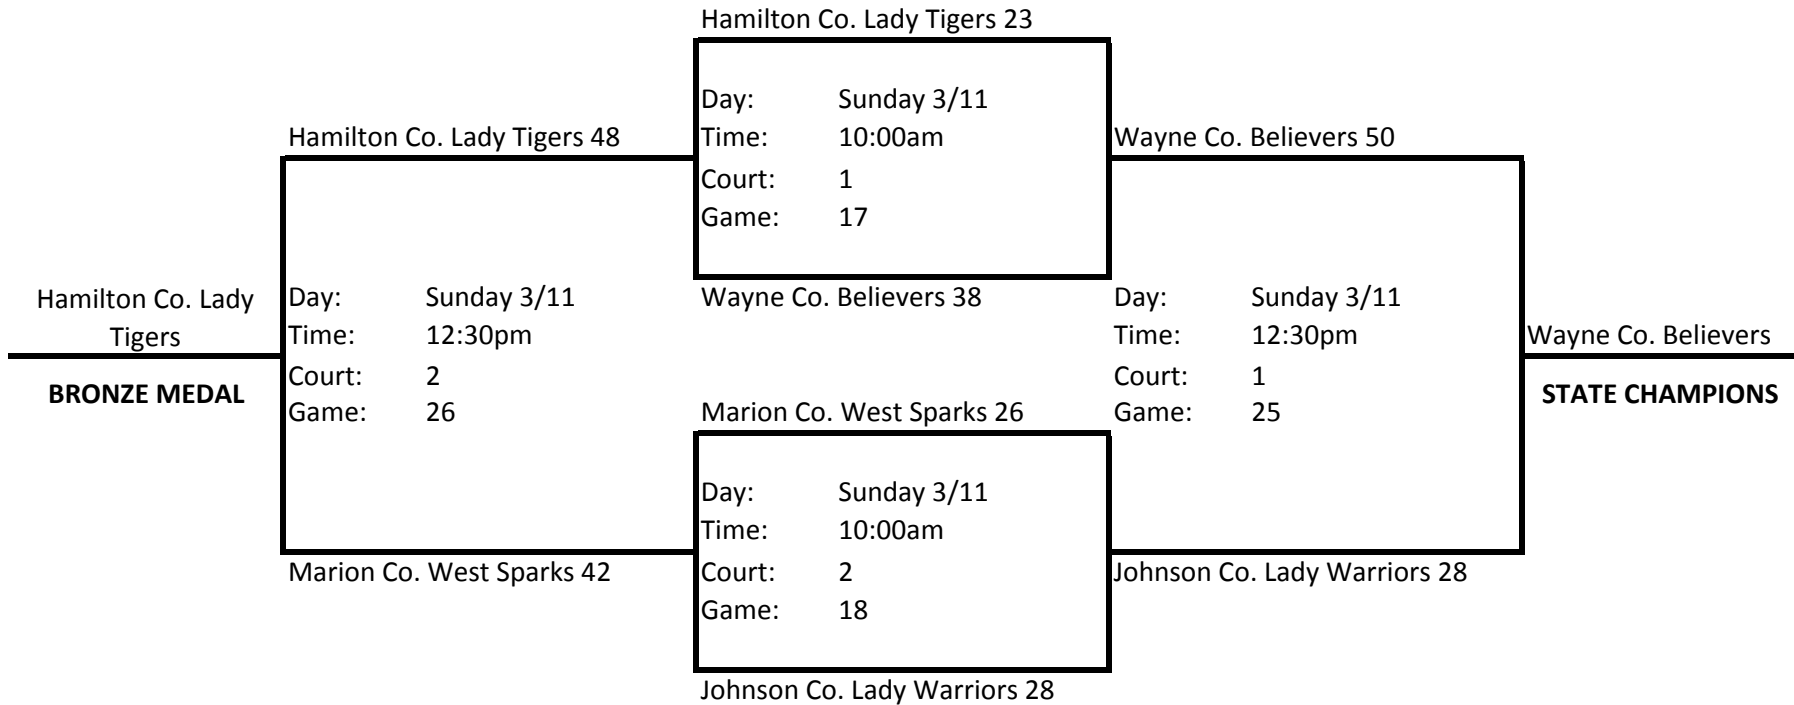 Hamilton Co. Lady Tigers 23
Day: Sunday 3/11
Time: 10:00am
Court: 1
Game: 17
Wayne Co. Believers 38
Hamilton Co. Lady Tigers 48
Day: Sunday 3/11
Time: 12:30pm
Court: 2
Game: 26
Marion Co. West Sparks 42
Hamilton Co. Lady
Tigers
BRONZE MEDAL
Marion Co. West Sparks 26
Day: Sunday 3/11
Time: 10:00am
Court: 2
Game: 18
Johnson Co. Lady Warriors 28
Wayne Co. Believers 50
Day: Sunday 3/11
Time: 12:30pm
Court: 1
Game: 25
Johnson Co. Lady Warriors 28
Wayne Co. Believers
STATE CHAMPIONS